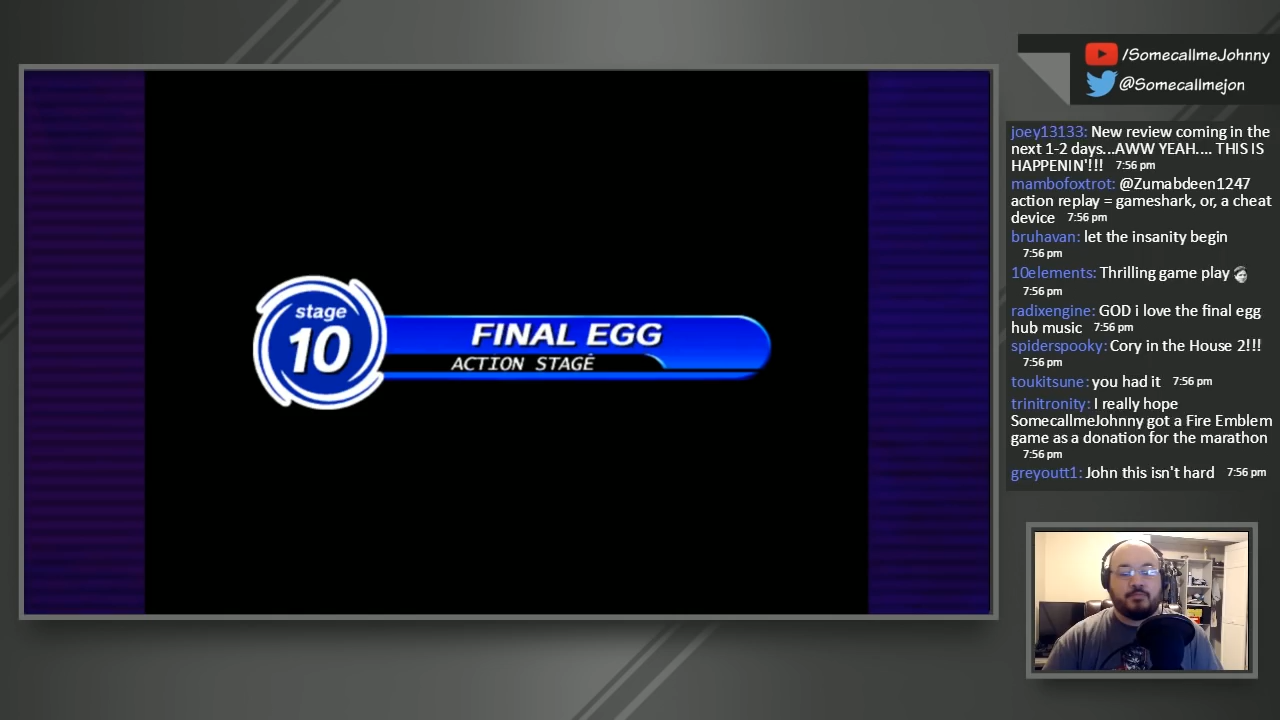 /SomecallmeJohnny
@Somecallmejon
joey13133: New review coming in the
next 1-2 days...AWW YEAH.... THIS IS
HAPPENIN'!!! 7:56 pm
mambofoxtrot: @Zumabdeen1247
action replay = gameshark, or, a cheat
device 7:56 pm
bruhavan: let the insanity begin
7:56 pm
10elements: Thrilling game play
7:56 pm
radixengine: GOD i love the final egg
hub music 7:56 pm
spiderspooky: Cory in the House 2!!!
7:56 pm
toukitsune: you had it 7:56 pm
trinitronity: I really hope
SomecallmeJohnny got a Fire Emblem
game as a donation for the marathon
7:56 pm
greyoutt1: John this isn't hard 7:56 pm
stage
10
FINAL EGG
ACTION STAGE